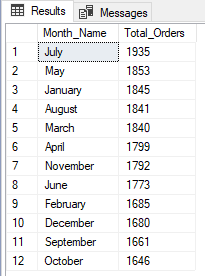 Results Messages
Month_Name Total_Orders
1 July 1935
2 May 1853
3 January 1845
4 August 1841
5 March 1840
6 April 1799
7 November 1792
8 June 1773
9 February 1685
10 December 1680
11 September 1661
12 October 1646